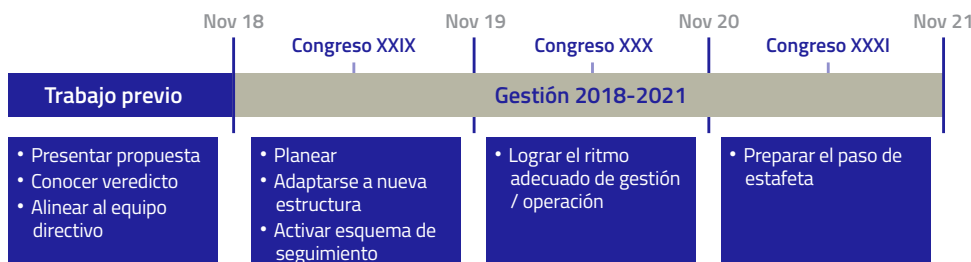 Nov 18 Nov 19 Nov 20 Nov 21
Congreso XXIX Congreso XXX Congreso XXXI
Trabajo previo Gestión 2018-2021
• Presentar propuesta
• Conocer veredicto
• Alinear al equipo
directivo
• Planear
• Adaptarse a nueva
estructura
• Activar esquema de
seguimiento
• Lograr el ritmo
adecuado de gestión
/ operación
• Preparar el paso de
estafeta